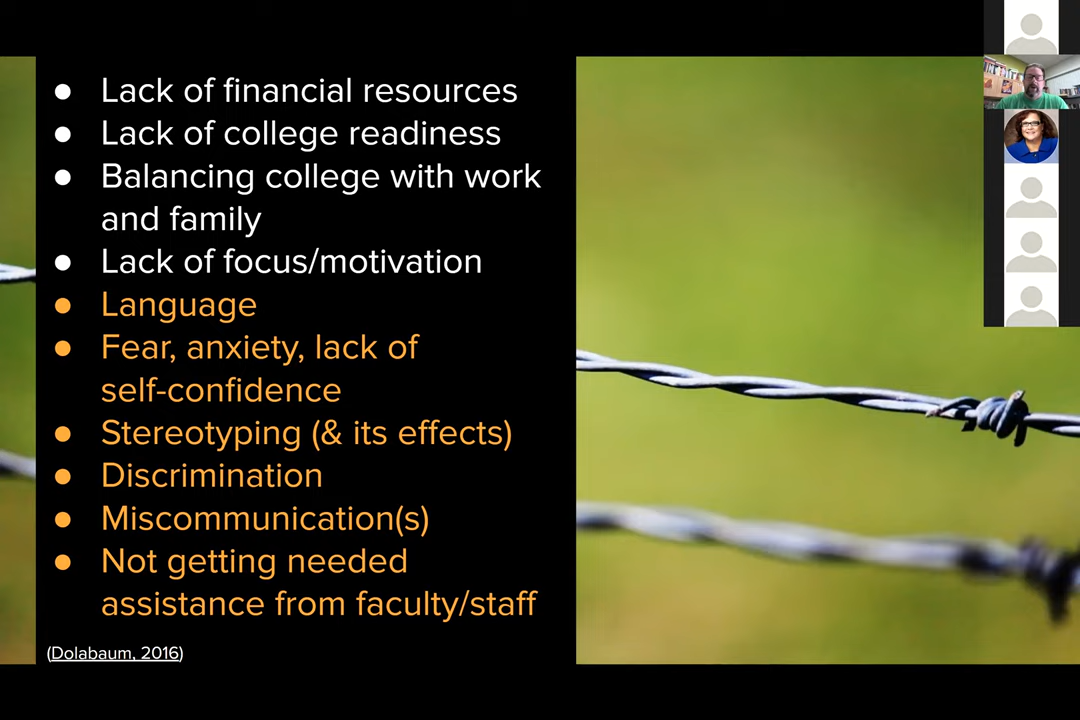 ● Lack of financial resources
● Lack of college readiness
● Balancing college with work
and family
● Lack of focus/motivation
● Language
● Fear, anxiety, lack of
self-confidence
● Stereotyping (& its effects)
● Discrimination
● Miscommunication(s)
● Not getting needed
assistance from faculty/staff
(Dolabaum, 2016)